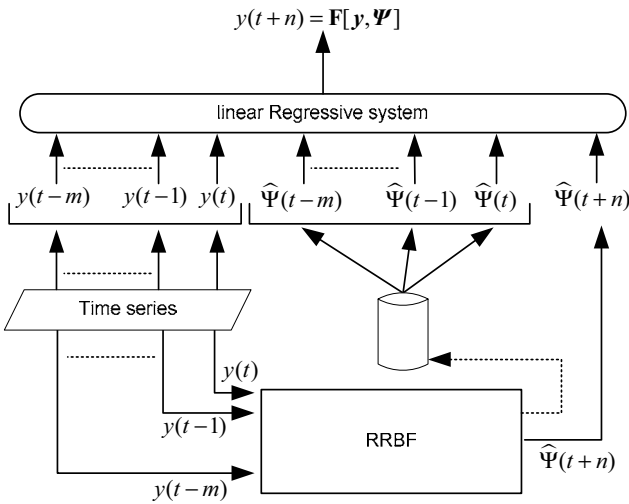 y(t+n) = F[y, Ψ]
linear Regressive system
y(t−m) y(t−1) y(t) Ψ̂(t−m) Ψ̂(t−1) Ψ̂(t) Ψ̂(t+n)
Time series
y(t)
y(t−1)
RRBF
Ψ̂(t+n)
y(t−m)